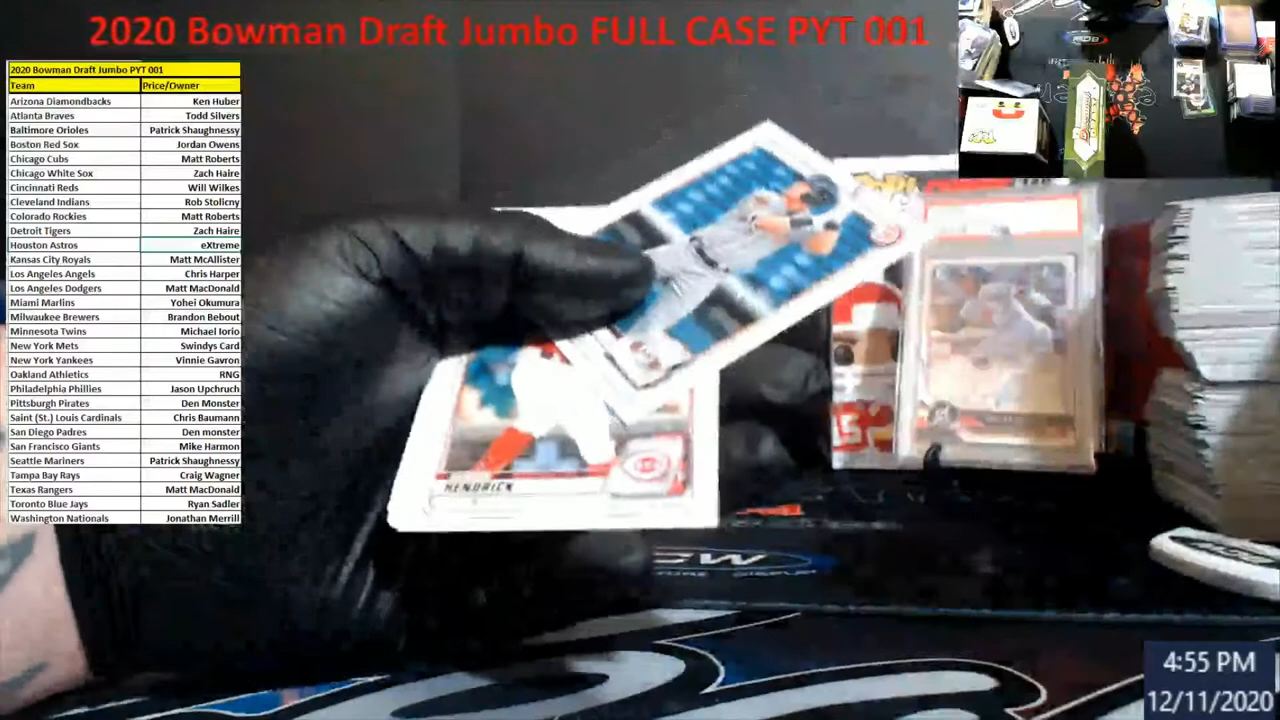 2020 Bowman Draft Jumbo FULL CASE PYT 001
2020 Bowman Draft Jumbo PYT 001
Team Price/Owner
Arizona Diamondbacks Ken Huber
Atlanta Braves Todd Silvers
Baltimore Orioles Patrick Shaughnessy
Boston Red Sox Jordan Owens
Chicago Cubs Matt Roberts
Chicago White Sox Zach Haire
Cincinnati Reds Will Wilkes
Cleveland Indians Rob Stolicny
Colorado Rockies Matt Roberts
Detroit Tigers Zach Haire
Houston Astros eXtreme
Kansas City Royals Matt McAllister
Los Angeles Angels Chris Harper
Los Angeles Dodgers Matt MacDonald
Miami Marlins Yohei Okumura
Milwaukee Brewers Brandon Bebout
Minnesota Twins Michael Iorio
New York Mets Swindys Card
New York Yankees Vinnie Gavron
Oakland Athletics RNG
Philadelphia Phillies Jason Upchruch
Pittsburgh Pirates Den Monster
Saint (St.) Louis Cardinals Chris Baumann
San Diego Padres Den monster
San Francisco Giants Mike Harmon
Seattle Mariners Patrick Shaughnessy
Tampa Bay Rays Craig Wagner
Texas Rangers Matt MacDonald
Toronto Blue Jays Ryan Sadler
Washington Nationals Jonathan Merrill
HENDRICK
15
4:55 PM
12/11/2020